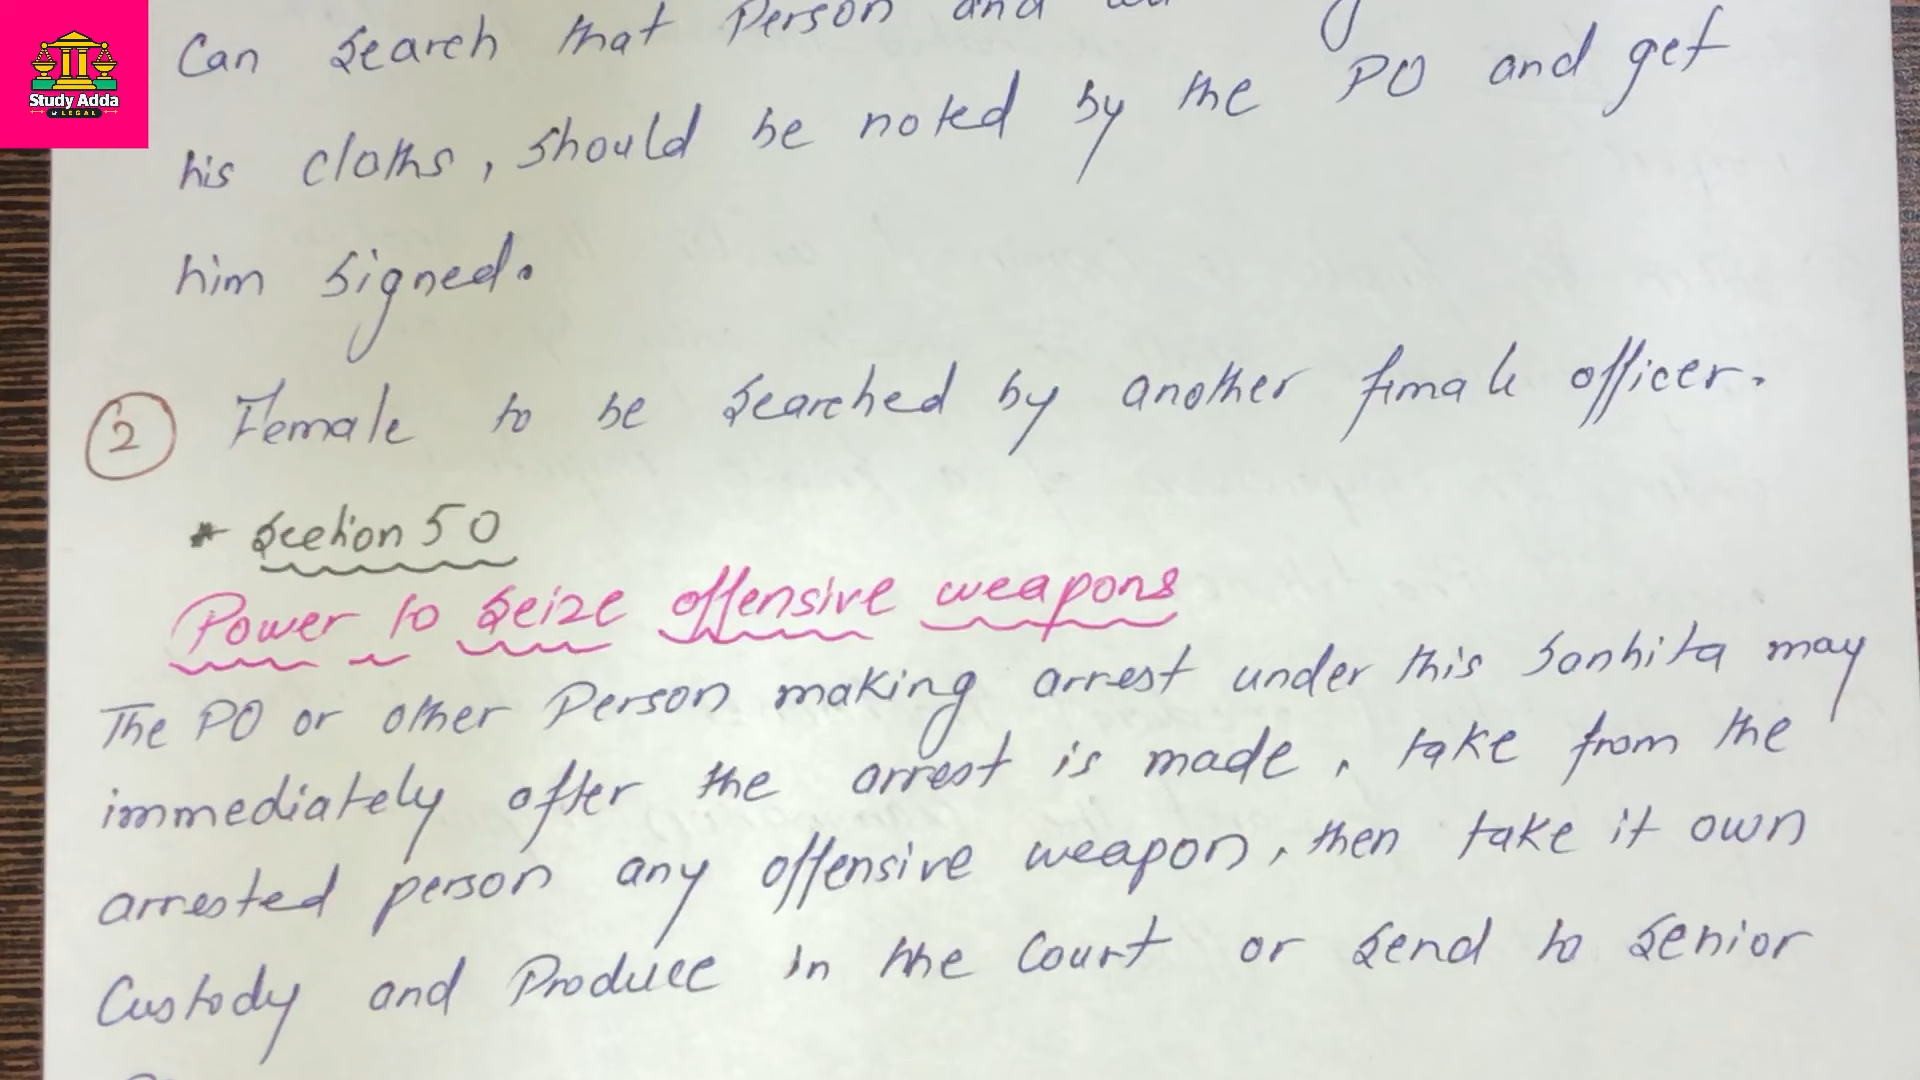 Study Adda
LEGAL
Can search that Person and
his cloths, should be noted by the PO and get
him signed.
2 Female to be searched by another female officer.
* Section 50
Power to seize offensive weapons
The PO or other Person making arrest under this Sanhita may
immediately after the arrest is made, take from the
arrested person any offensive weapon, then take it own
Custody and Produce in the Court or send to senior